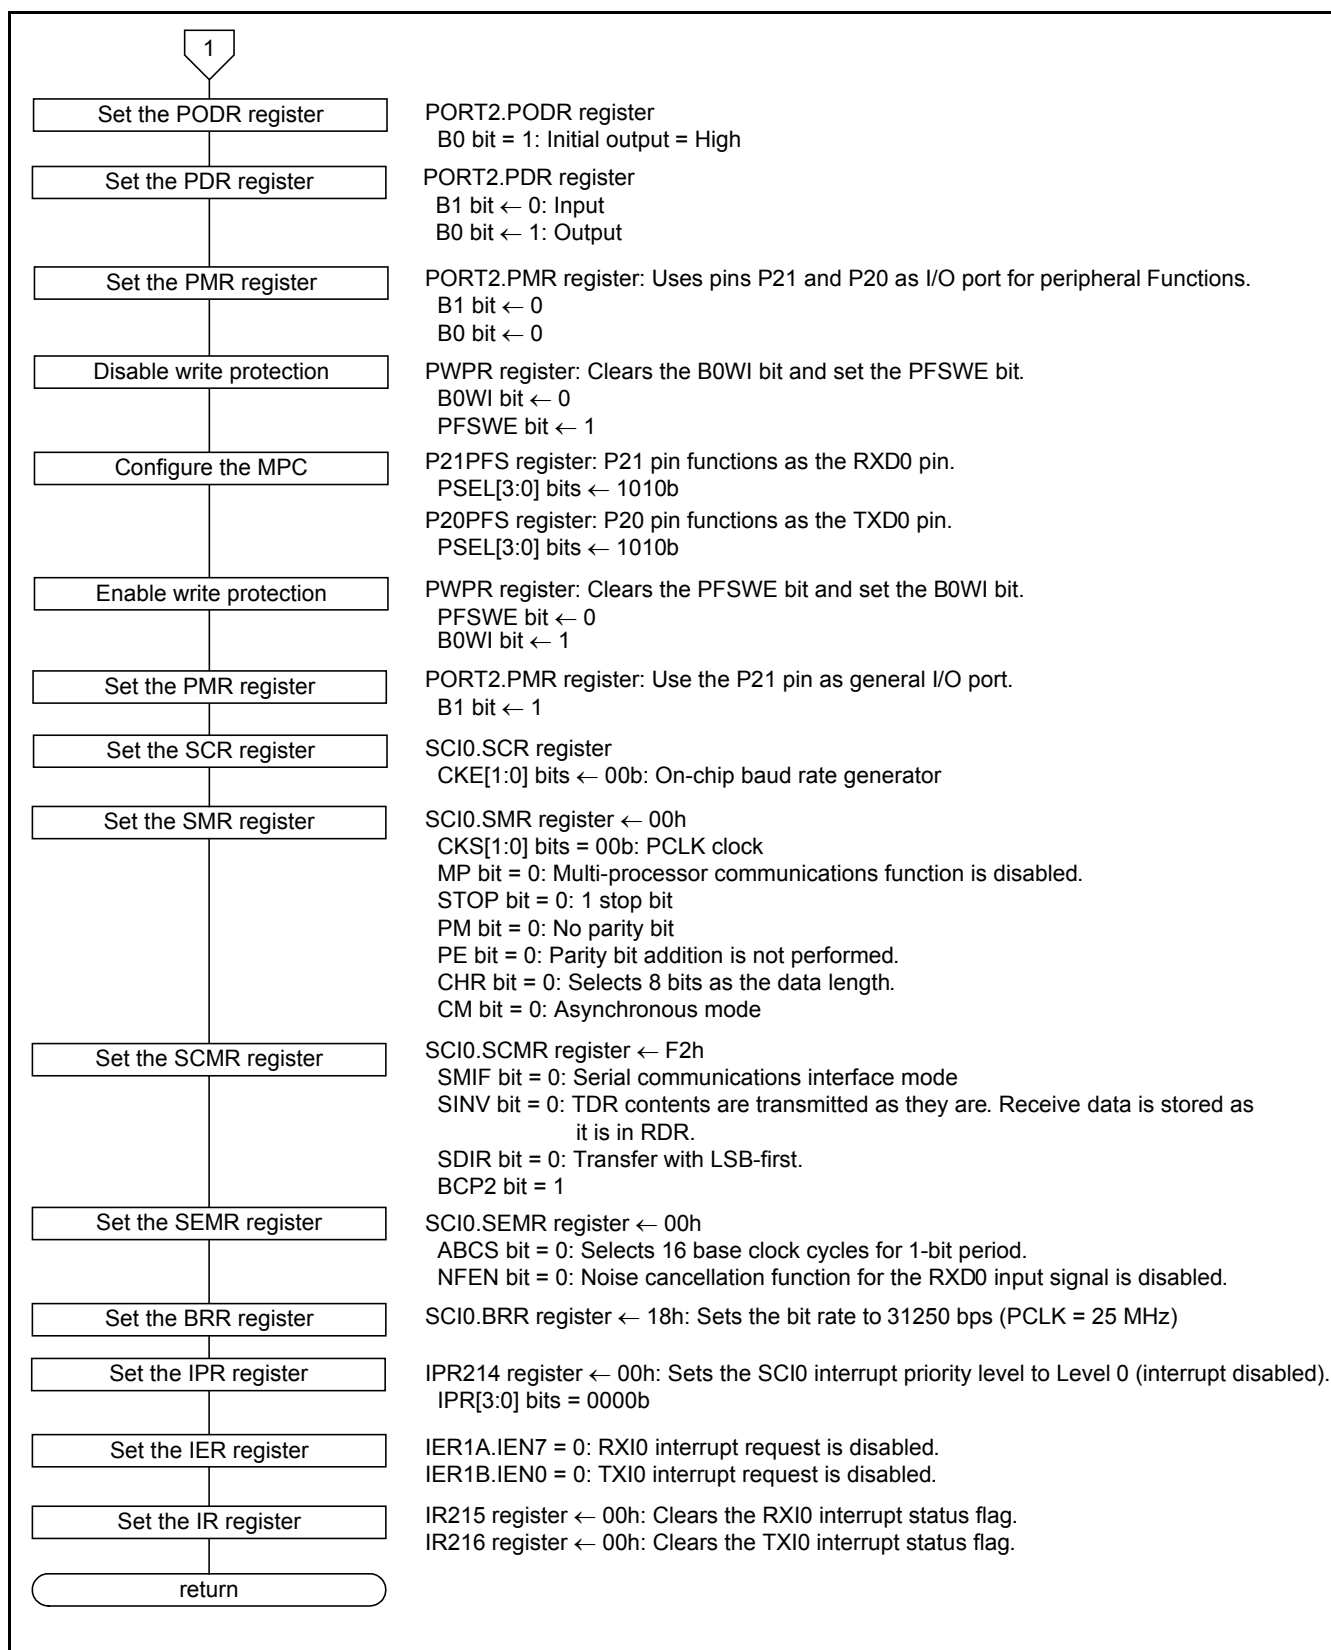 1
Set the PODR register
PORT2.PODR register
B0 bit = 1: Initial output = High
Set the PDR register
PORT2.PDR register
B1 bit ← 0: Input
B0 bit ← 1: Output
Set the PMR register
PORT2.PMR register: Uses pins P21 and P20 as I/O port for peripheral Functions.
B1 bit ← 0
B0 bit ← 0
Disable write protection
PWPR register: Clears the B0WI bit and set the PFSWE bit.
B0WI bit ← 0
PFSWE bit ← 1
Configure the MPC
P21PFS register: P21 pin functions as the RXD0 pin.
PSEL[3:0] bits ← 1010b
P20PFS register: P20 pin functions as the TXD0 pin.
PSEL[3:0] bits ← 1010b
Enable write protection
PWPR register: Clears the PFSWE bit and set the B0WI bit.
PFSWE bit ← 0
B0WI bit ← 1
Set the PMR register
PORT2.PMR register: Use the P21 pin as general I/O port.
B1 bit ← 1
Set the SCR register
SCI0.SCR register
CKE[1:0] bits ← 00b: On-chip baud rate generator
Set the SMR register
SCI0.SMR register ← 00h
CKS[1:0] bits = 00b: PCLK clock
MP bit = 0: Multi-processor communications function is disabled.
STOP bit = 0: 1 stop bit
PM bit = 0: No parity bit
PE bit = 0: Parity bit addition is not performed.
CHR bit = 0: Selects 8 bits as the data length.
CM bit = 0: Asynchronous mode
Set the SCMR register
SCI0.SCMR register ← F2h
SMIF bit = 0: Serial communications interface mode
SINV bit = 0: TDR contents are transmitted as they are. Receive data is stored as
it is in RDR.
SDIR bit = 0: Transfer with LSB-first.
BCP2 bit = 1
Set the SEMR register
SCI0.SEMR register ← 00h
ABCS bit = 0: Selects 16 base clock cycles for 1-bit period.
NFEN bit = 0: Noise cancellation function for the RXD0 input signal is disabled.
Set the BRR register
SCI0.BRR register ← 18h: Sets the bit rate to 31250 bps (PCLK = 25 MHz)
Set the IPR register
IPR214 register ← 00h: Sets the SCI0 interrupt priority level to Level 0 (interrupt disabled).
IPR[3:0] bits = 0000b
Set the IER register
IER1A.IEN7 = 0: RXI0 interrupt request is disabled.
IER1B.IEN0 = 0: TXI0 interrupt request is disabled.
Set the IR register
IR215 register ← 00h: Clears the RXI0 interrupt status flag.
IR216 register ← 00h: Clears the TXI0 interrupt status flag.
return